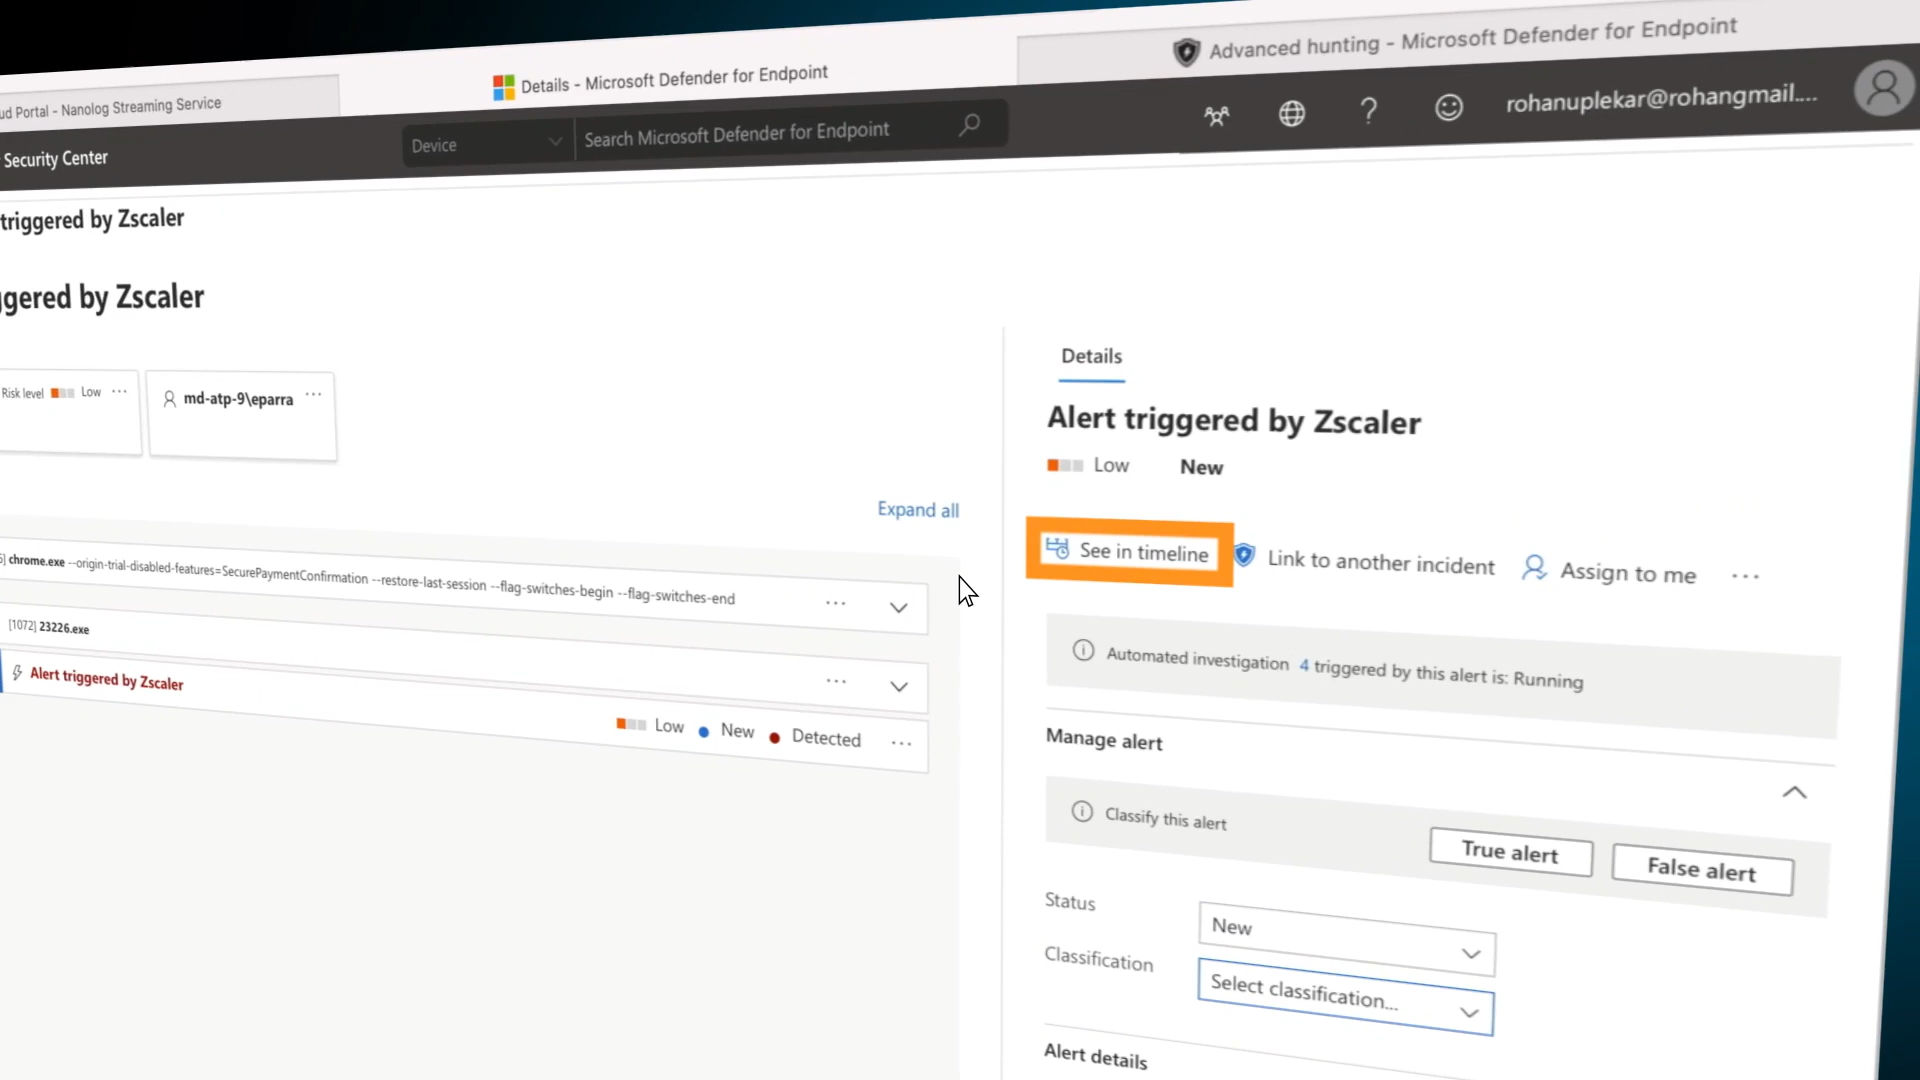 ud Portal - Nanolog Streaming Service
Details - Microsoft Defender for Endpoint
Advanced hunting - Microsoft Defender for Endpoint
Security Center
Device
Search Microsoft Defender for Endpoint
?
rohanuplekar@rohangmail....
triggered by Zscaler
ggered by Zscaler
Risk level Low ...
md-atp-9\eparra ...
Expand all
] chrome.exe --origin-trial-disabled-features=SecurePaymentConfirmation --restore-last-session --flag-switches-begin --flag-switches-end ...
[1072] 23226.exe ...
Alert triggered by Zscaler
Low New Detected ...
Details
Alert triggered by Zscaler
Low New
See in timeline
Link to another incident
Assign to me
...
Automated investigation 4 triggered by this alert is: Running
Manage alert
Classify this alert
True alert
False alert
Status
New
Classification
Select classification...
Alert details